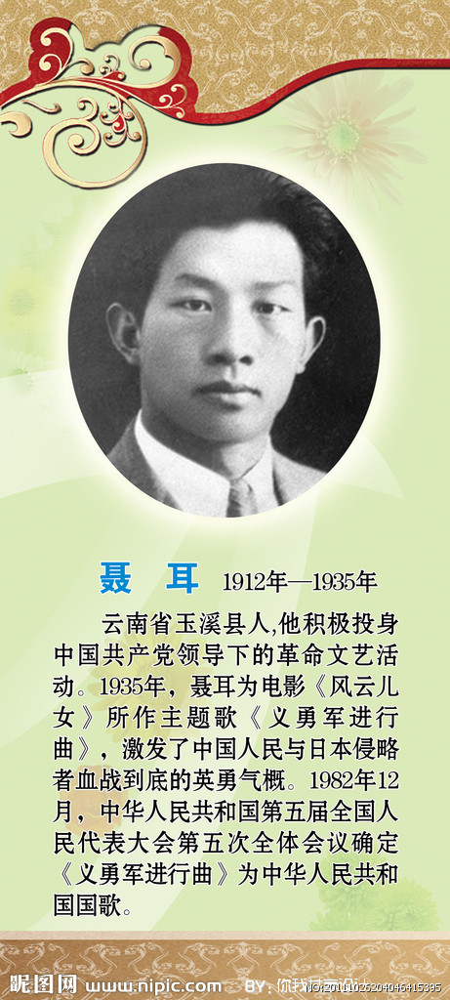 聂 耳 1912年—1935年
云南省玉溪县人,他积极投身
中国共产党领导下的革命文艺活
动。1935年，聂耳为电影《风云儿
女》所作主题歌《义勇军进行
曲》，激发了中国人民与日本侵略
者血战到底的英勇气概。1982年12
月，中华人民共和国第五届全国人
民代表大会第五次全体会议确定
《义勇军进行曲》为中华人民共和
国国歌。
昵图网 www.nipic.com BY: 你我其言设计 NO:20111026204046415395